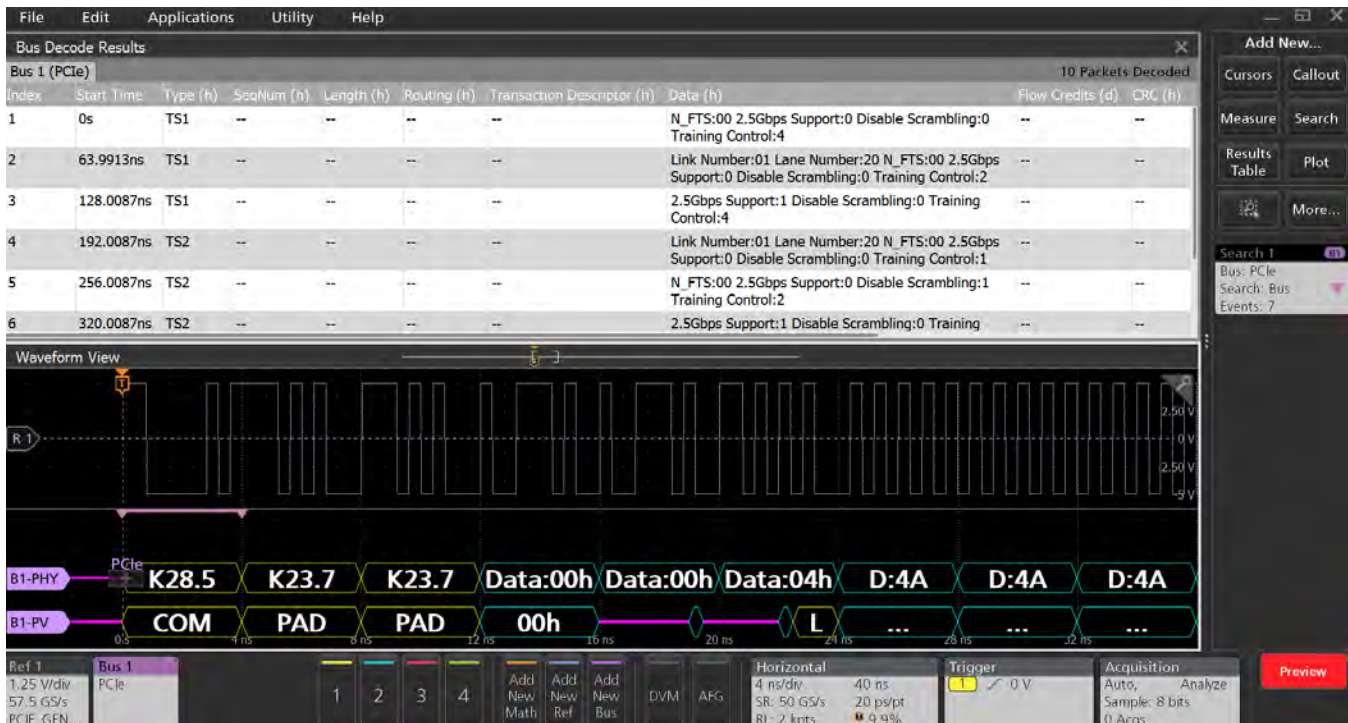 File Edit Applications Utility Help
Bus Decode Results
Bus 1 (PCIe) 10 Packets Decoded
Index Start Time Type (h) SeqNum (h) Length (h) Routing (h) Transaction Descriptor (h) Data (h) Flow Credits (d) CRC (h)
1 0s TS1 -- -- -- -- N_FTS:00 2.5Gbps Support:0 Disable Scrambling:0 -- --
Training Control:4
2 63.9913ns TS1 -- -- -- -- Link Number:01 Lane Number:20 N_FTS:00 2.5Gbps -- --
Support:0 Disable Scrambling:0 Training Control:2
3 128.0087ns TS1 -- -- -- -- 2.5Gbps Support:1 Disable Scrambling:0 Training -- --
Control:4
4 192.0087ns TS2 -- -- -- -- Link Number:01 Lane Number:20 N_FTS:00 2.5Gbps -- --
Support:0 Disable Scrambling:0 Training Control:1
5 256.0087ns TS2 -- -- -- -- N_FTS:00 2.5Gbps Support:0 Disable Scrambling:1 -- --
Training Control:2
6 320.0087ns TS2 -- -- -- -- 2.5Gbps Support:1 Disable Scrambling:0 Training -- --
Waveform View
T
2.50 V
R 1 0 V
2.50 V
-5 V
PCIe
B1-PHY K28.5 K23.7 K23.7 Data:00h Data:00h Data:04h D:4A D:4A D:4A
B1-PV COM PAD PAD 00h L ... ... ...
0s 4 ns 8 ns 12 ns 16 ns 20 ns 24 ns 28 ns 32 ns
Add New...
Cursors Callout
Measure Search
Results Table Plot
More...
Search 1 B1
Bus: PCIe
Search: Bus
Events: 7
Ref 1
1.25 V/div
57.5 GS/s
PCIE_GEN
Bus 1
PCIe
1 2 3 4
Add New Math
Add New Ref
Add New Bus
DVM AFG
Horizontal
4 ns/div 40 ns
SR: 50 GS/s 20 ps/pt
RL: 2 kpts 9.9%
Trigger
1 0 V
Acquisition
Auto, Analyze
Sample: 8 bits
0 Acqs
Preview